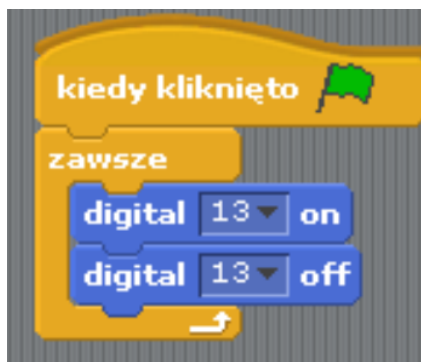 kiedy kliknięto
zawsze
digital 13 on
digital 13 off